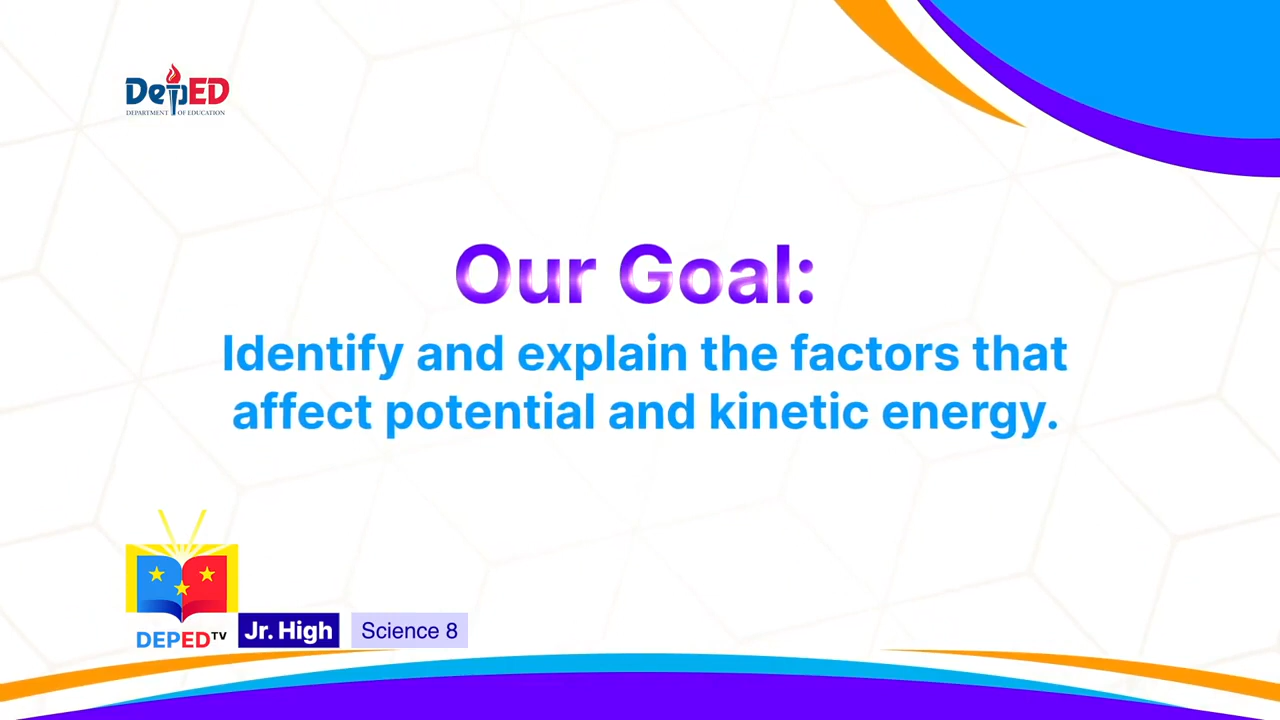 DepED
DEPARTMENT OF EDUCATION
Our Goal:
Identify and explain the factors that
affect potential and kinetic energy.
DEPED TV
Jr. High
Science 8